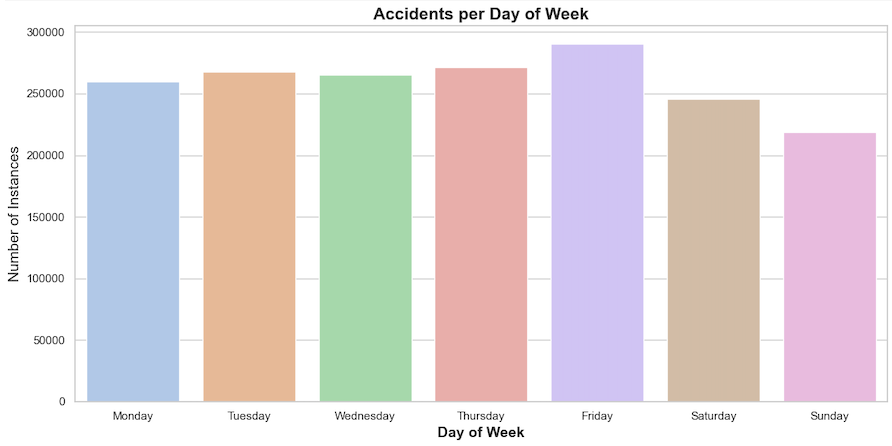 Accidents per Day of Week
Number of Instances
300000
250000
200000
150000
100000
50000
0
Monday Tuesday Wednesday Thursday Friday Saturday Sunday
Day of Week